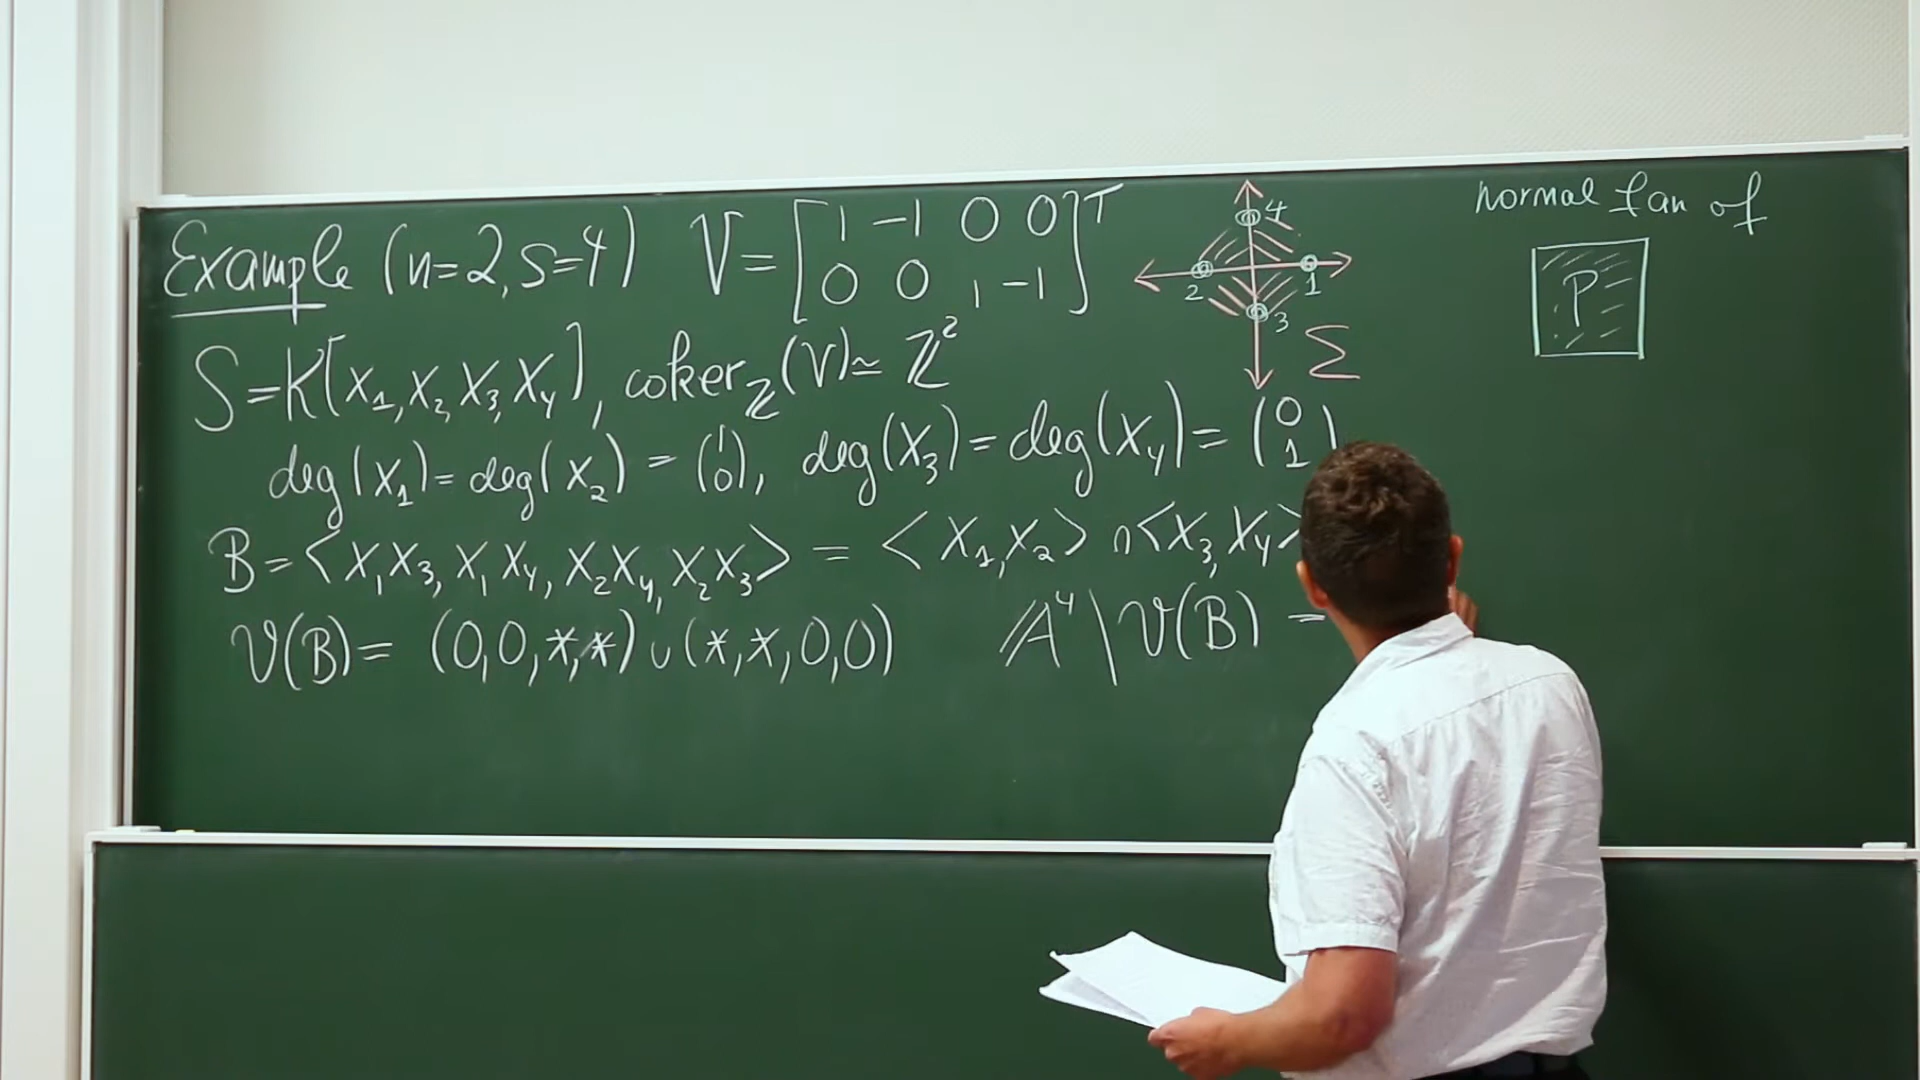 Example (n=2, s=4) V = [1 -1 0 0
0 0 1 -1]^T
4
2
1
3
Σ
normal fan of
P
S = K[x₁, x₂, x₃, x₄], coker_ℤ(V) ≃ ℤ²
deg(x₁) = deg(x₂) = (1 0), deg(x₃) = deg(x₄) = (0 1)
B = <x₁x₃, x₁x₄, x₂x₄, x₂x₃> = <x₁, x₂> ∩ <x₃, x₄>
𝒱(B) = (0,0,*,*) ∪ (*,*,0,0) 𝔸⁴ \ 𝒱(B) =